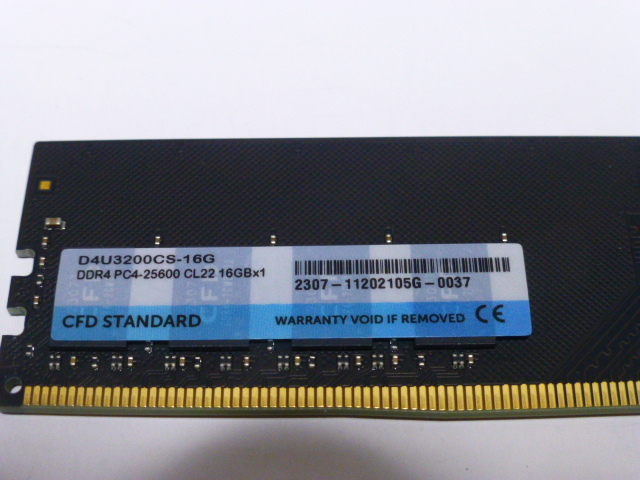 D4U3200CS-16G
DDR4 PC4-25600 CL22 16GBx1
2307-11202105G-0037
CFD STANDARD
WARRANTY VOID IF REMOVED CE